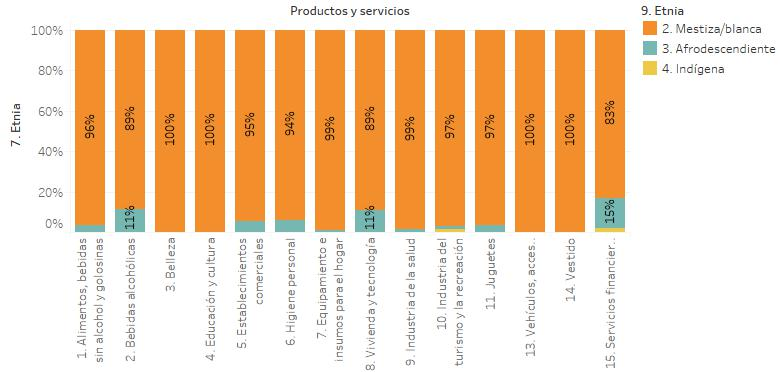 Productos y servicios
9. Etnia
2. Mestiza/blanca
3. Afrodescendiente
4. Indígena
7. Etnia
100%
80%
60%
40%
20%
0%
96%
89%
11%
100%
100%
95%
94%
99%
89%
11%
99%
97%
97%
100%
100%
83%
15%
1. Alimentos, bebidas
sin alcohol y golosinas
2. Bebidas alcohólicas
3. Belleza
4. Educación y cultura
5. Establecimientos
comerciales
6. Higiene personal
7. Equipamiento e
insumos para el hogar
8. Vivienda y tecnología
9. Industria de la salud
10. Industria del
turismo y la recreación
11. Juguetes
13. Vehículos, acces..
14. Vestido
15. Servicios financier..